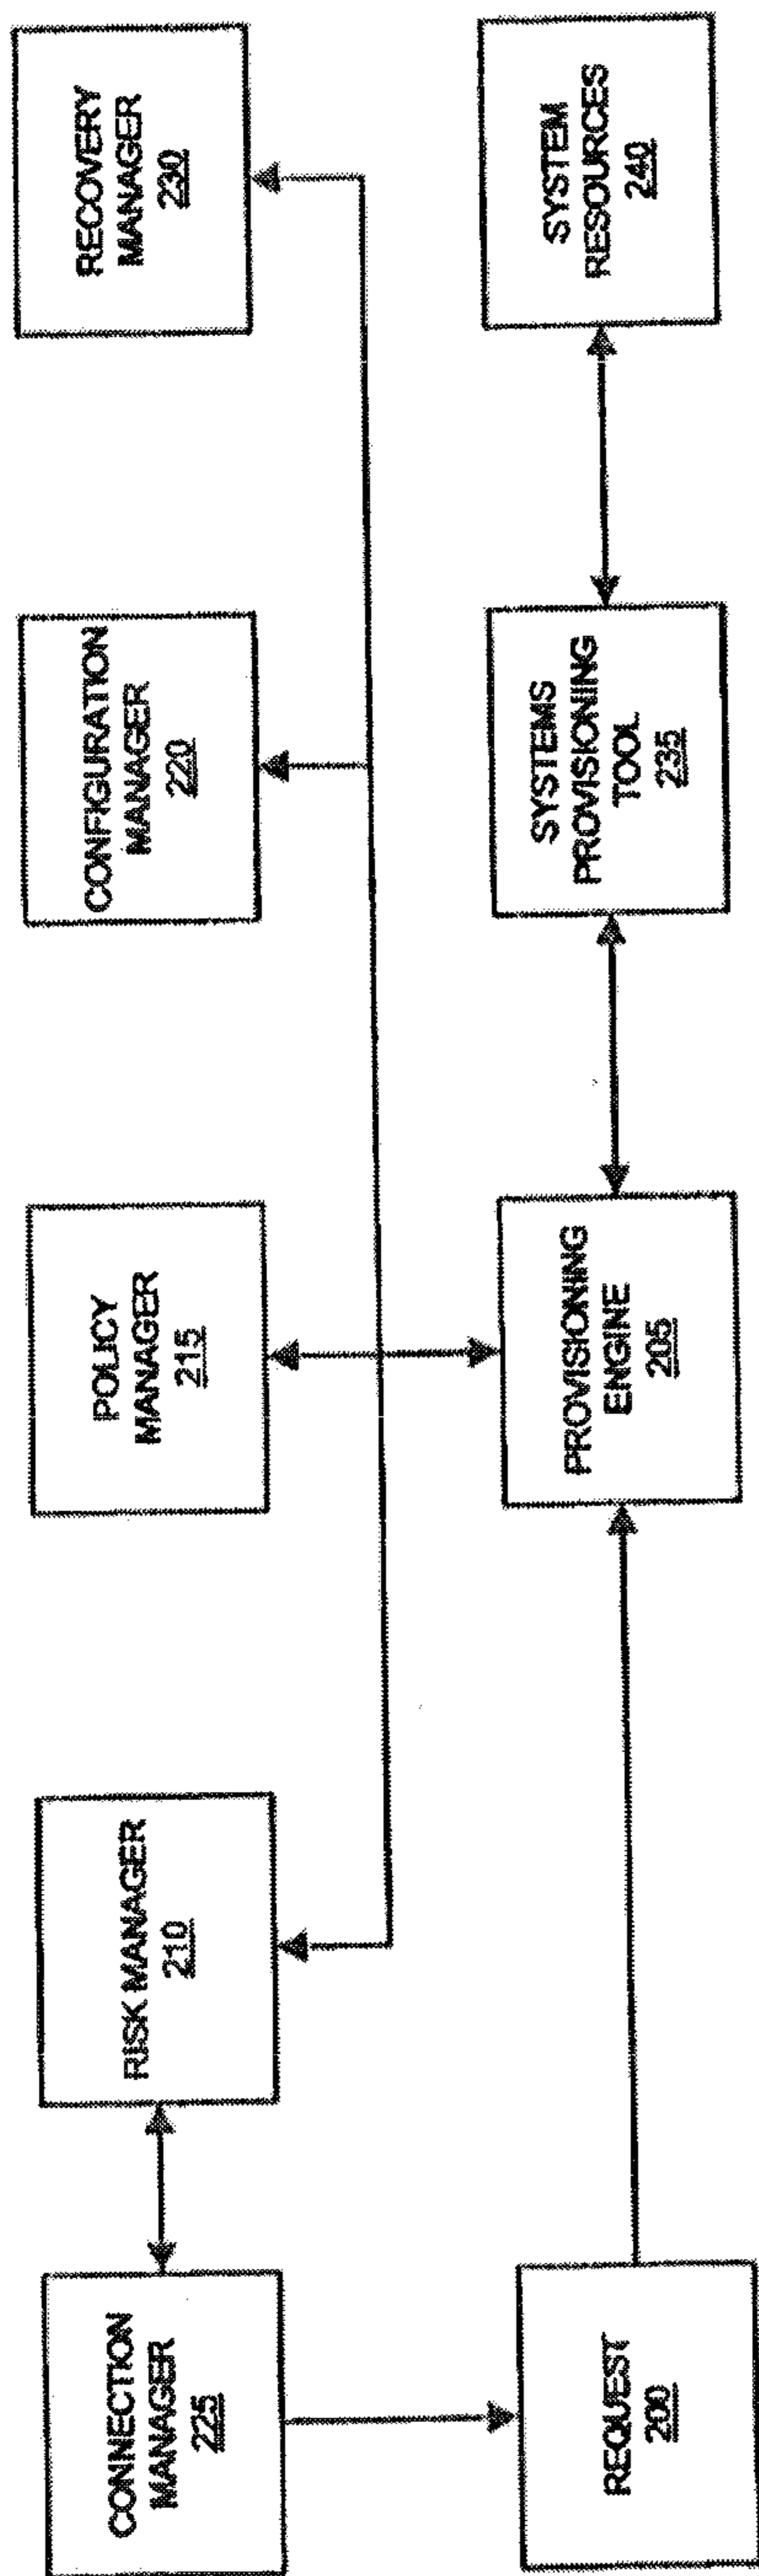 CONNECTION
MANAGER
225
RISK MANAGER
210
POLICY
MANAGER
215
CONFIGURATION
MANAGER
220
RECOVERY
MANAGER
230
REQUEST
200
PROVISIONING
ENGINE
205
SYSTEMS
PROVISIONING
TOOL
235
SYSTEM
RESOURCES
240